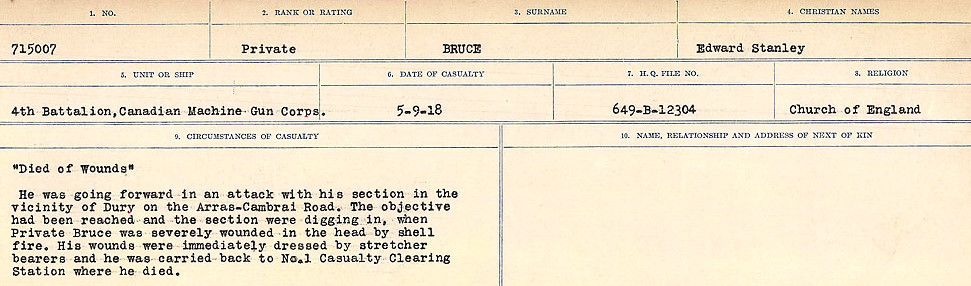 1. NO. 2. RANK OR RATING 3. SURNAME 4. CHRISTIAN NAMES
715007 Private BRUCE Edward Stanley
5. UNIT OR SHIP 6. DATE OF CASUALTY 7. H. Q. FILE NO. 8. RELIGION
4th Battalion,Canadian Machine Gun Corps. 5-9-18 649-B-12304 Church of England
9. CIRCUMSTANCES OF CASUALTY 10. NAME, RELATIONSHIP AND ADDRESS OF NEXT OF KIN
"Died of Wounds"
He was going forward in an attack with his section in the
vicinity of Dury on the Arras-Cambrai Road. The objective
had been reached and the section were digging in, when
Private Bruce was severely wounded in the head by shell
fire. His wounds were immediately dressed by stretcher
bearers and he was carried back to No.1 Casualty Clearing
Station where he died.